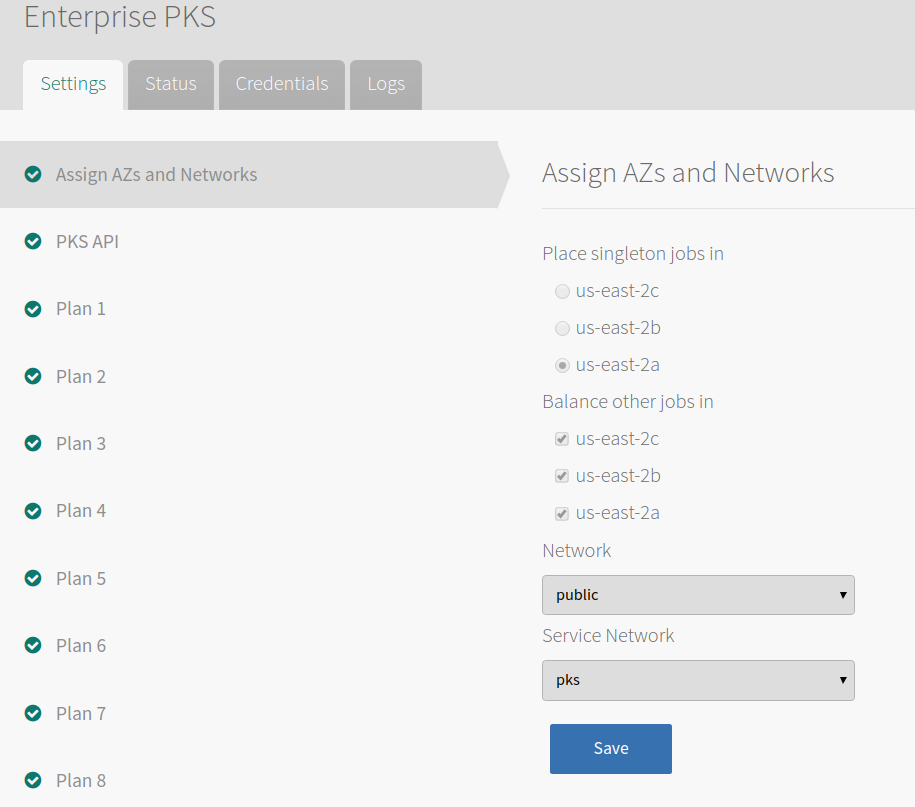 Enterprise PKS
Settings
Status
Credentials
Logs
Assign AZs and Networks
PKS API
Plan 1
Plan 2
Plan 3
Plan 4
Plan 5
Plan 6
Plan 7
Plan 8
Assign AZs and Networks
Place singleton jobs in
us-east-2c
us-east-2b
us-east-2a
Balance other jobs in
us-east-2c
us-east-2b
us-east-2a
Network
public
Service Network
pks
Save